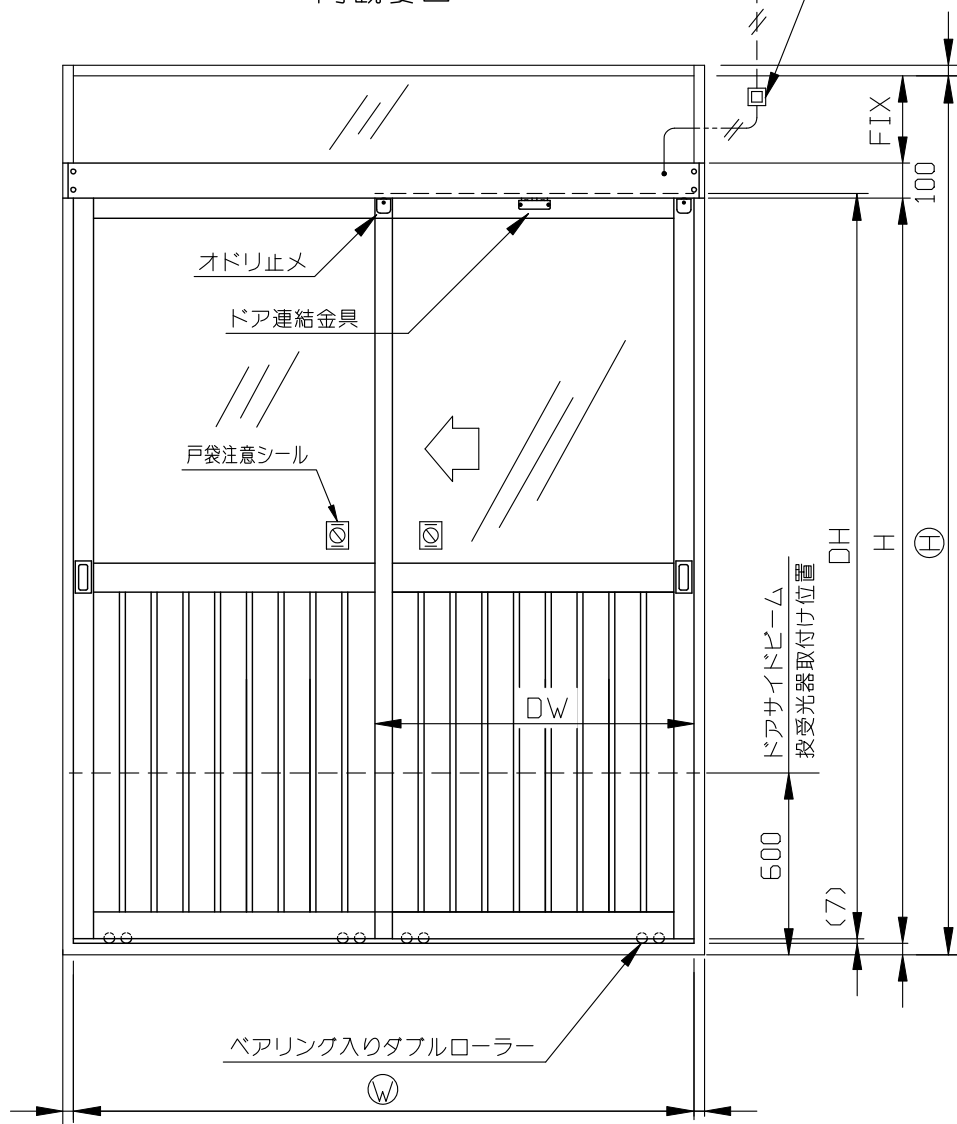 FIX
100
オドリ止メ
ドア連結金具
戸袋注意シール
DH
H
H
ドアサイドビーム
投受光器取付け位置
DW
600
(7)
ベアリング入りダブルローラー
W